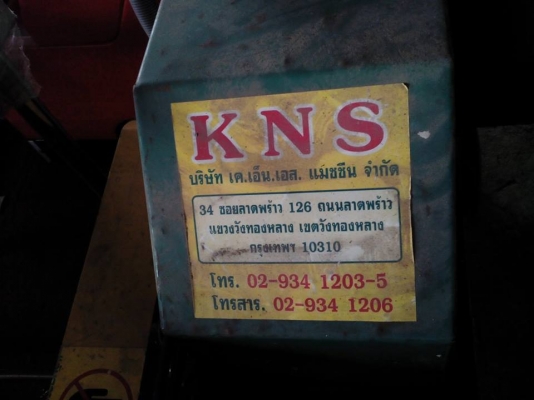 KNS
บริษัท เค.เอ็น.เอส. แมชชีน จำกัด
34 ซอยลาดพร้าว 126 ถนนลาดพร้าว
แขวงวังทองหลาง เขตวังทองหลาง
กรุงเทพฯ 10310
โทร. 02-934 1203-5
โทรสาร. 02-934 1206